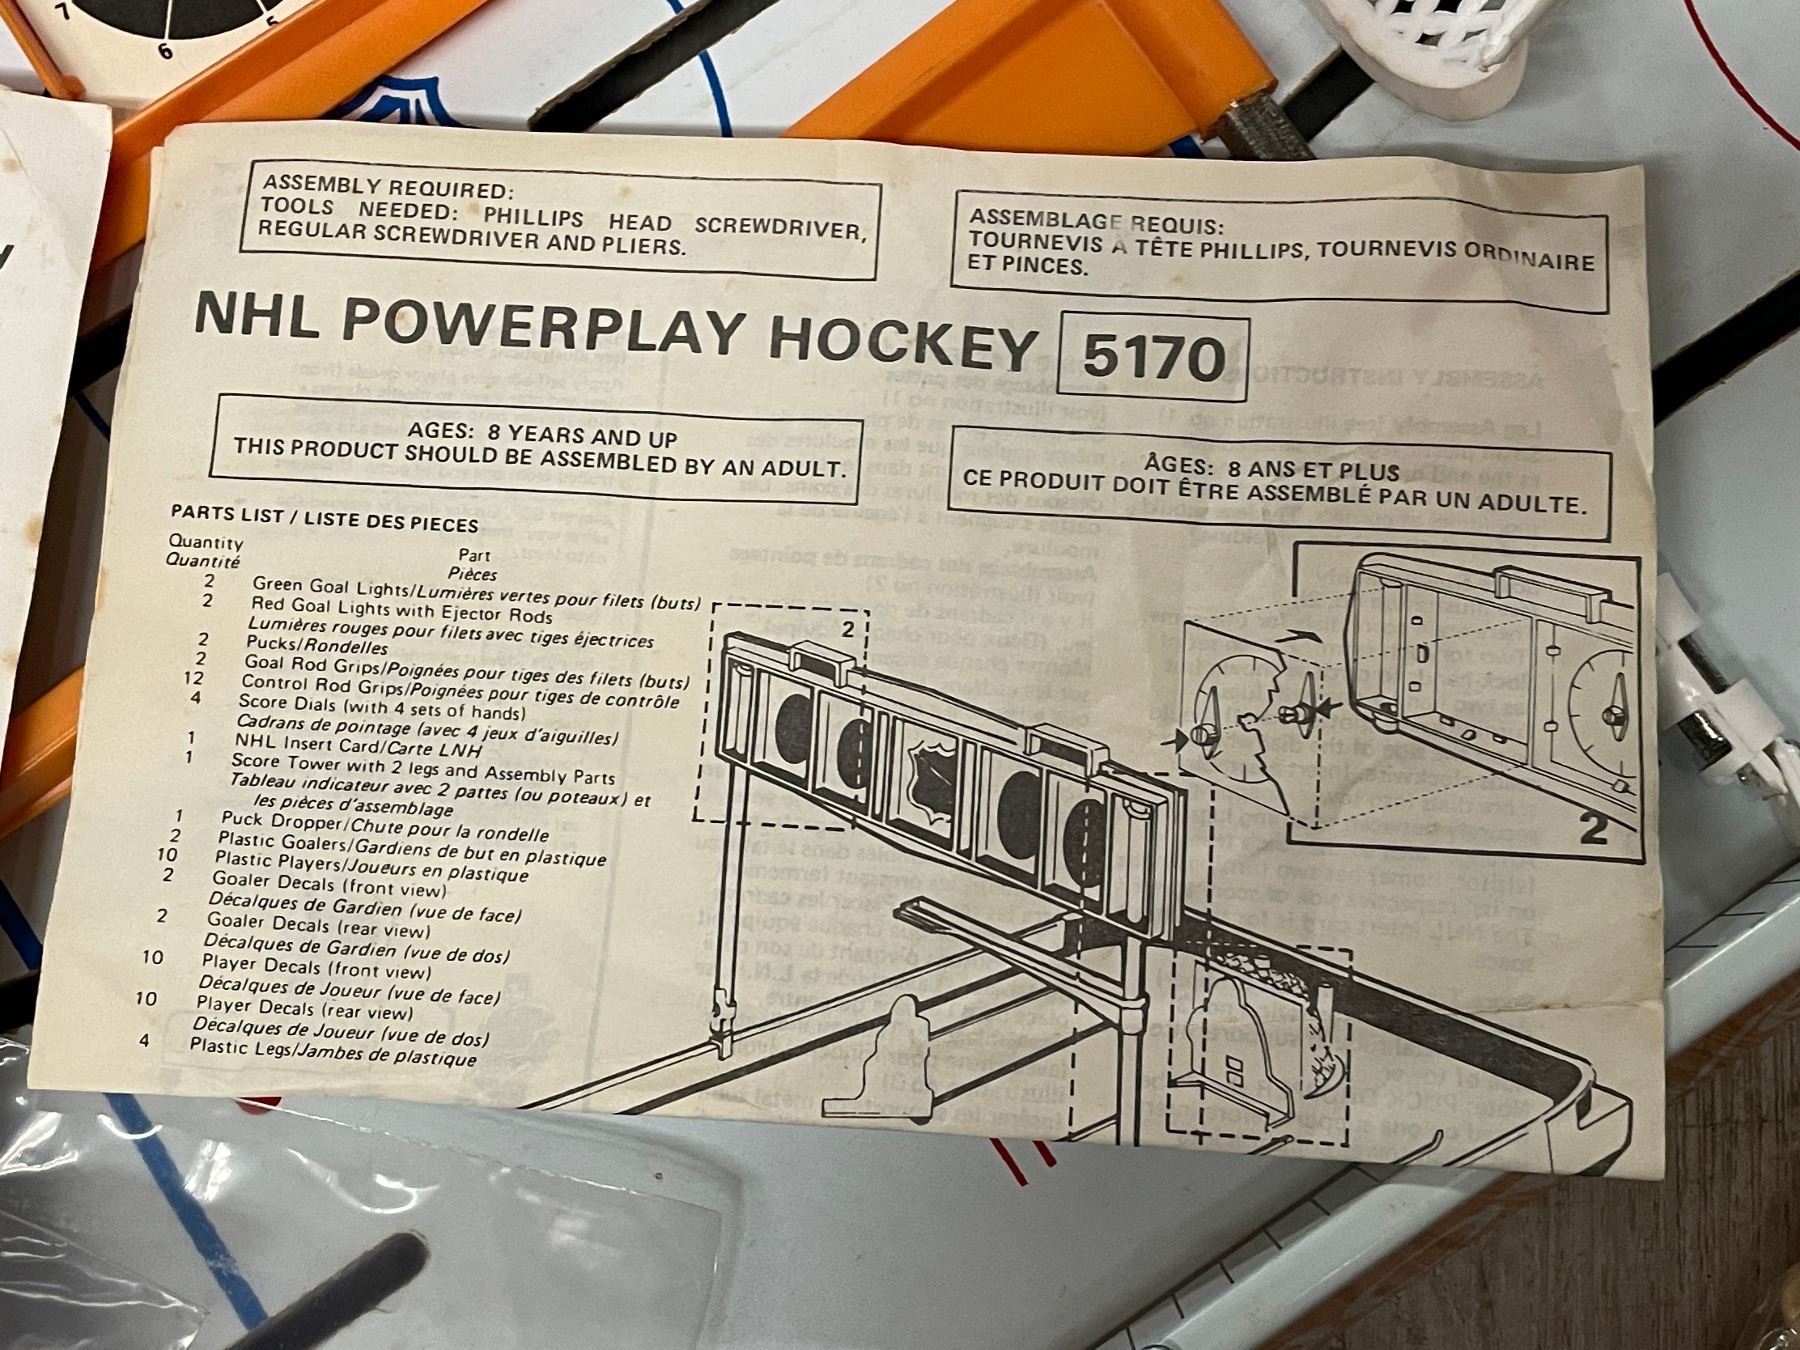 7
6
5
ASSEMBLY REQUIRED:
TOOLS NEEDED: PHILLIPS HEAD SCREWDRIVER,
REGULAR SCREWDRIVER AND PLIERS.
ASSEMBLAGE REQUIS:
TOURNEVIS À TÊTE PHILLIPS, TOURNEVIS ORDINAIRE
ET PINCES.
NHL POWERPLAY HOCKEY 5170
AGES: 8 YEARS AND UP
THIS PRODUCT SHOULD BE ASSEMBLED BY AN ADULT.
ÂGES: 8 ANS ET PLUS
CE PRODUIT DOIT ÊTRE ASSEMBLÉ PAR UN ADULTE.
PARTS LIST / LISTE DES PIECES
Quantity Part
Quantité Pièces
2 Green Goal Lights/Lumières vertes pour filets (buts)
2 Red Goal Lights with Ejector Rods
Lumières rouges pour filets avec tiges éjectrices
2 Pucks/Rondelles
2 Goal Rod Grips/Poignées pour tiges des filets (buts)
12 Control Rod Grips/Poignées pour tiges de contrôle
4 Score Dials (with 4 sets of hands)
Cadrans de pointage (avec 4 jeux d'aiguilles)
1 NHL Insert Card/Carte LNH
1 Score Tower with 2 legs and Assembly Parts
Tableau indicateur avec 2 pattes (ou poteaux) et
les pièces d'assemblage
1 Puck Dropper/Chute pour la rondelle
2 Plastic Goalers/Gardiens de but en plastique
10 Plastic Players/Joueurs en plastique
2 Goaler Decals (front view)
Décalques de Gardien (vue de face)
2 Goaler Decals (rear view)
Décalques de Gardien (vue de dos)
10 Player Decals (front view)
Décalques de Joueur (vue de face)
10 Player Decals (rear view)
Décalques de Joueur (vue de dos)
4 Plastic Legs/Jambes de plastique
2
2